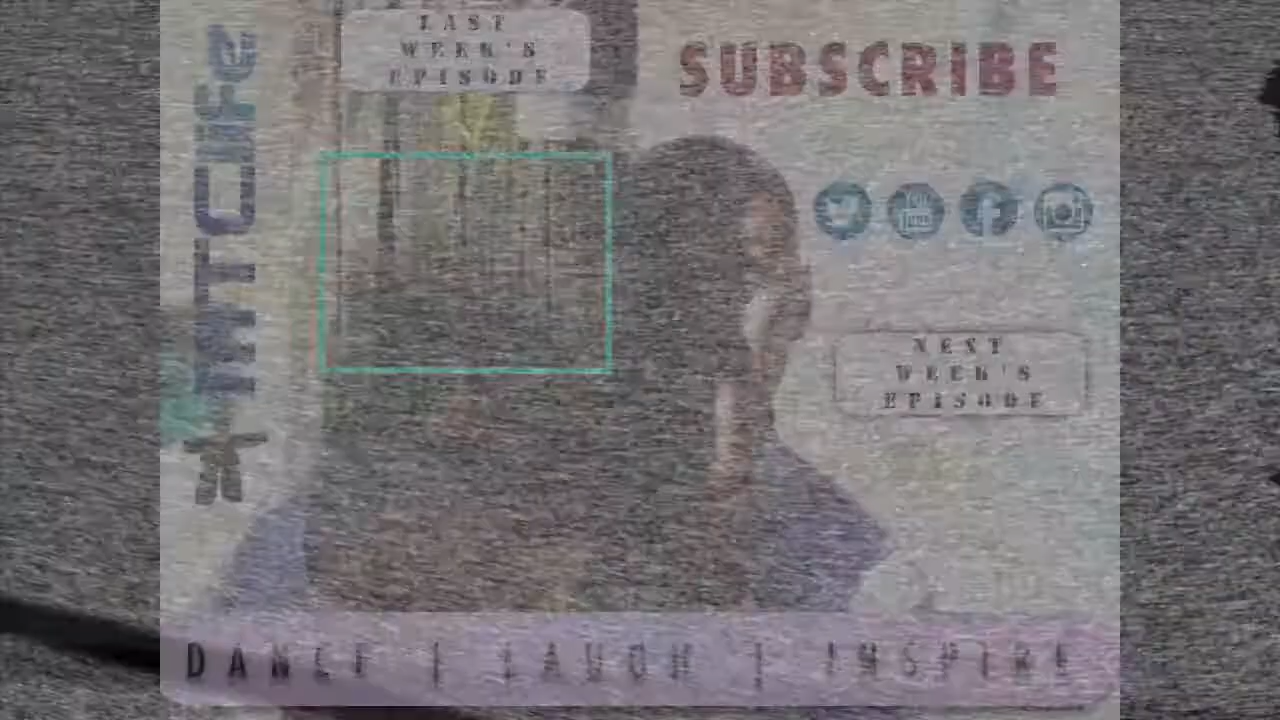 LAST
WEEK'S
EPISODE
SUBSCRIBE
NEXT
WEEK'S
EPISODE
DANCE | LAUGH | INSPIRE